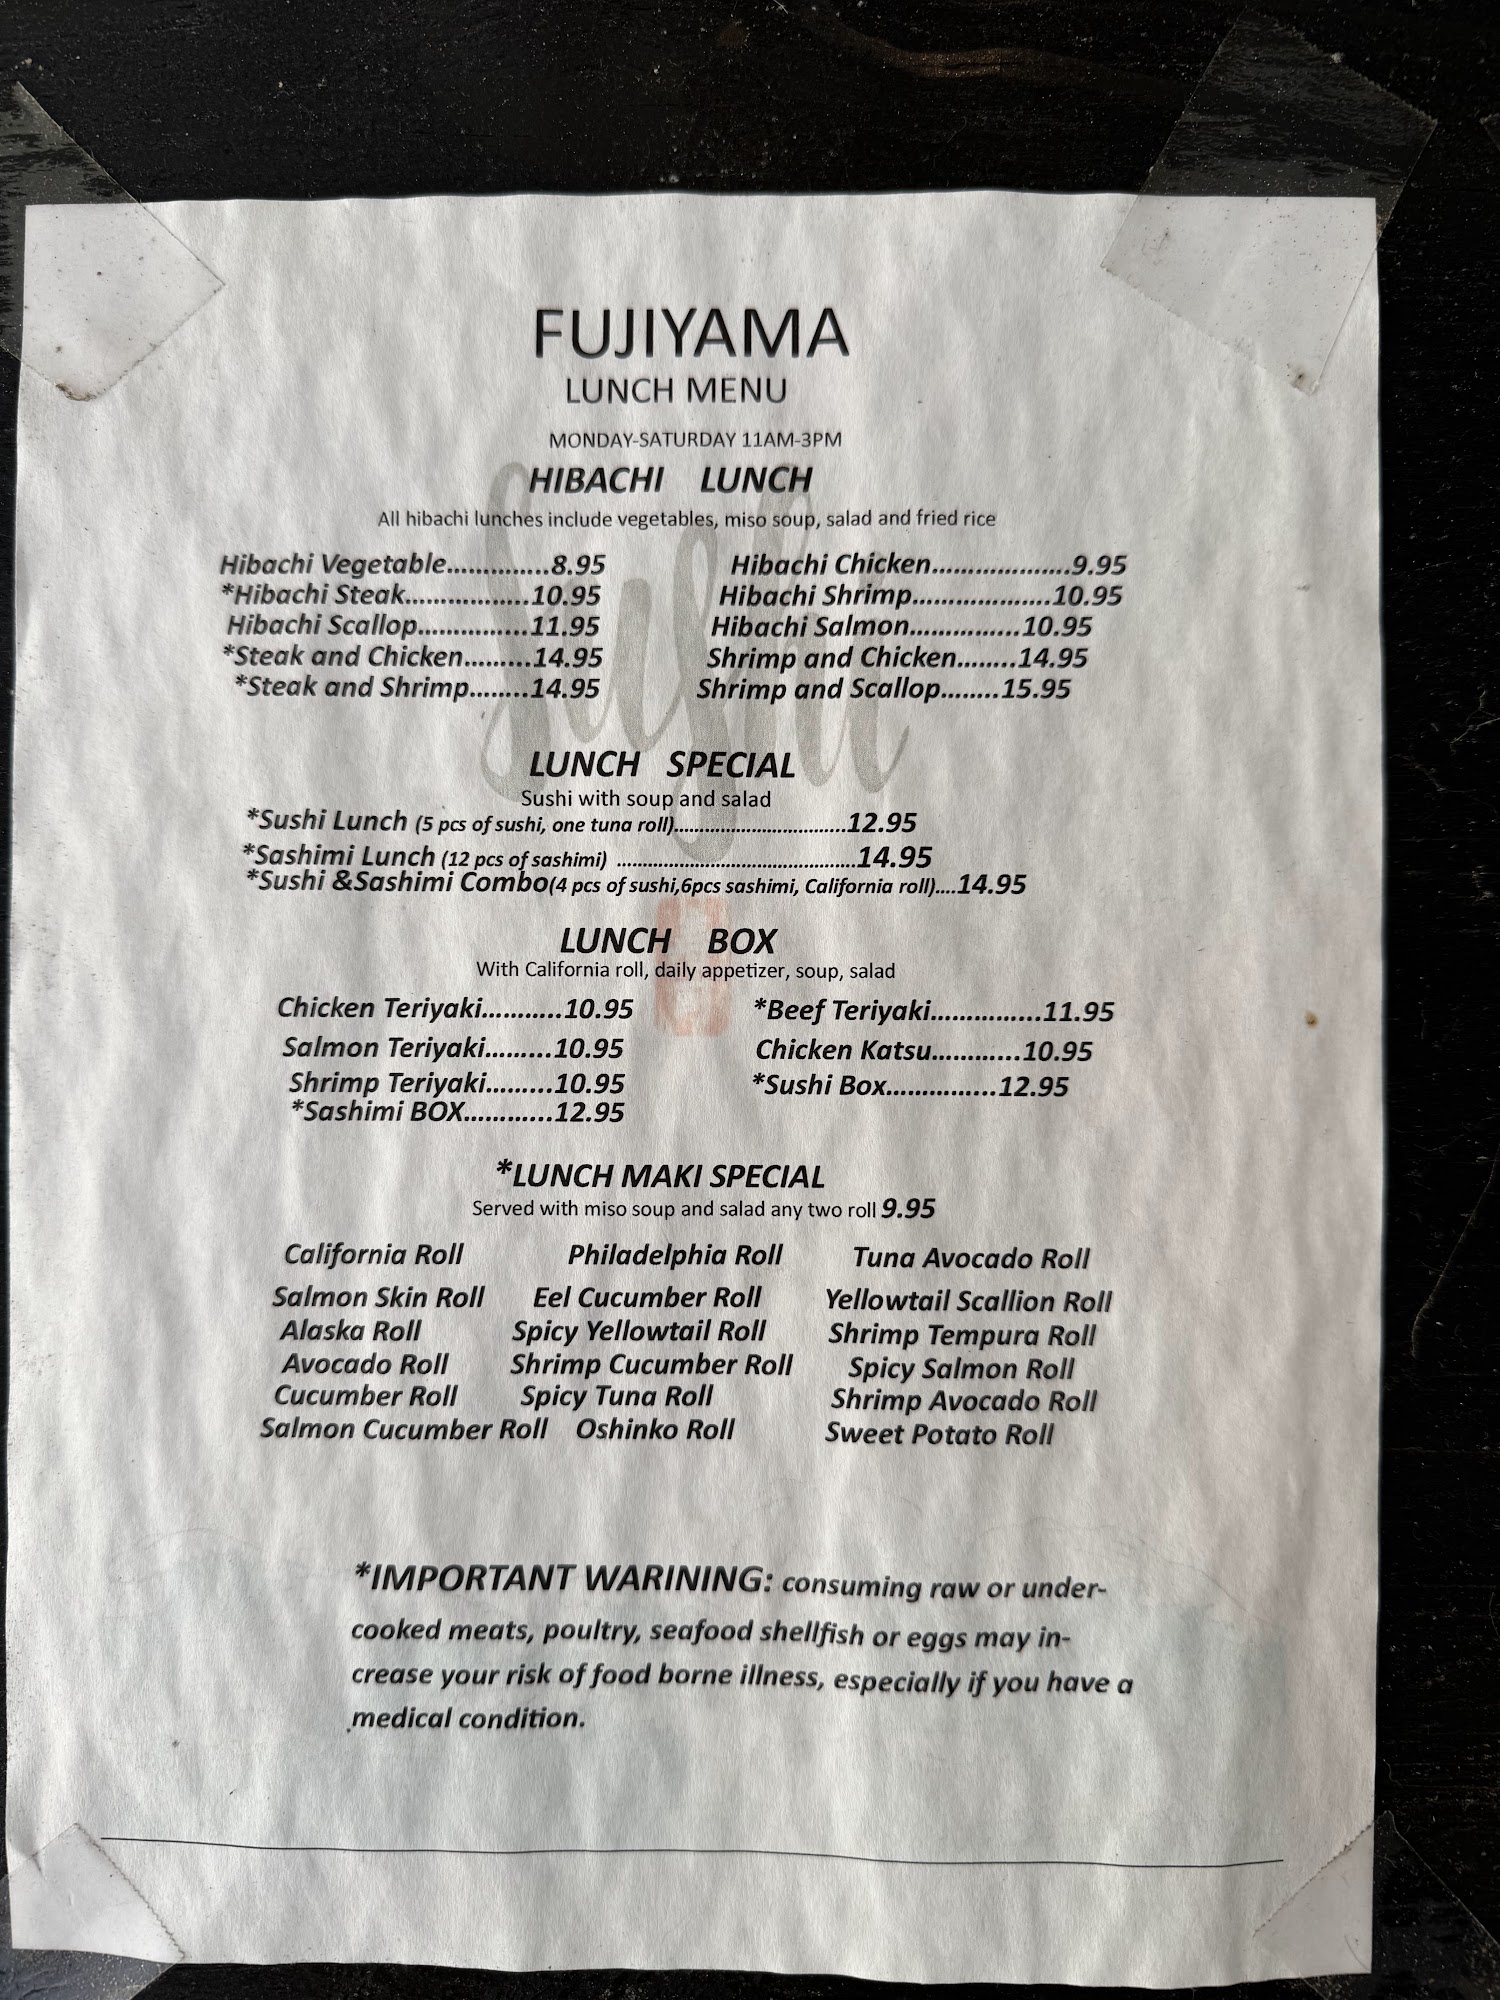 FUJIYAMA
LUNCH MENU
MONDAY-SATURDAY 11AM-3PM
HIBACHI LUNCH
All hibachi lunches include vegetables, miso soup, salad and fried rice
Hibachi Vegetable..............8.95 Hibachi Chicken...................9.95
*Hibachi Steak.................10.95 Hibachi Shrimp...................10.95
Hibachi Scallop...............11.95 Hibachi Salmon...............10.95
*Steak and Chicken.........14.95 Shrimp and Chicken........14.95
*Steak and Shrimp........14.95 Shrimp and Scallop........15.95
Sushi
LUNCH SPECIAL
Sushi with soup and salad
*Sushi Lunch (5 pcs of sushi, one tuna roll).................................12.95
*Sashimi Lunch (12 pcs of sashimi) .............................................14.95
*Sushi &Sashimi Combo(4 pcs of sushi,6pcs sashimi, California roll)....14.95
LUNCH BOX
With California roll, daily appetizer, soup, salad
Chicken Teriyaki...........10.95 *Beef Teriyaki...............11.95
Salmon Teriyaki.........10.95 Chicken Katsu............10.95
Shrimp Teriyaki.........10.95 *Sushi Box...............12.95
*Sashimi BOX............12.95
*LUNCH MAKI SPECIAL
Served with miso soup and salad any two roll 9.95
California Roll Philadelphia Roll Tuna Avocado Roll
Salmon Skin Roll Eel Cucumber Roll Yellowtail Scallion Roll
Alaska Roll Spicy Yellowtail Roll Shrimp Tempura Roll
Avocado Roll Shrimp Cucumber Roll Spicy Salmon Roll
Cucumber Roll Spicy Tuna Roll Shrimp Avocado Roll
Salmon Cucumber Roll Oshinko Roll Sweet Potato Roll
*IMPORTANT WARINING: consuming raw or under-
cooked meats, poultry, seafood shellfish or eggs may in-
crease your risk of food borne illness, especially if you have a
medical condition.